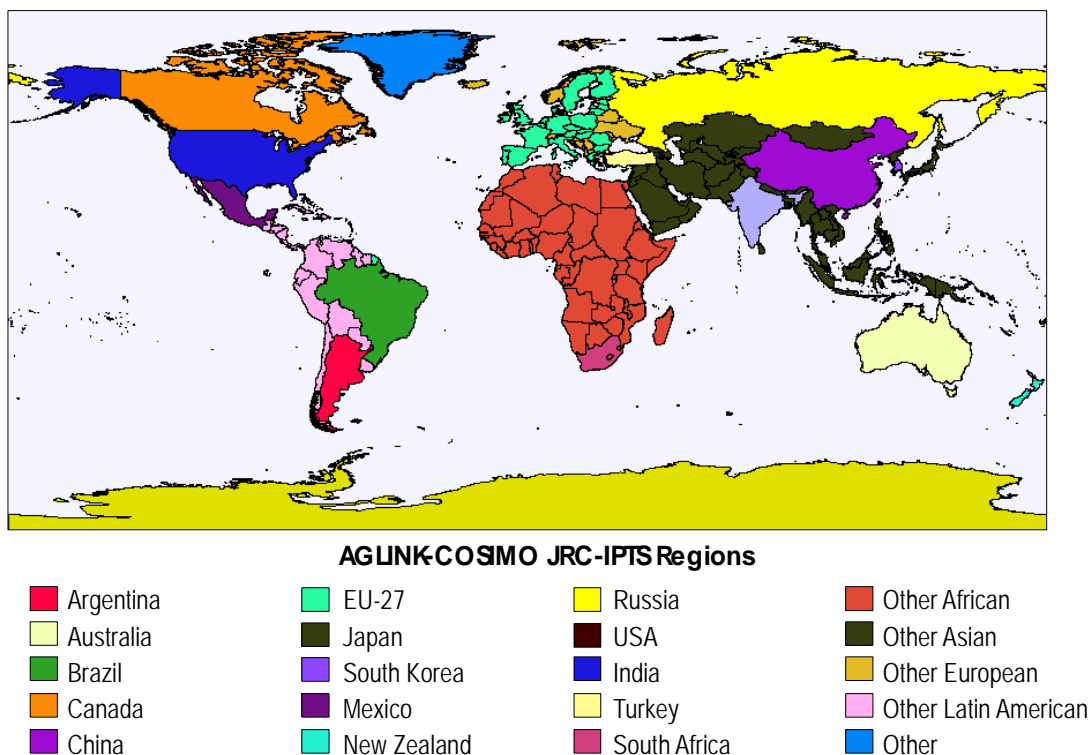 AGLINK-COSIMO JRC-IPTS Regions
Argentina
Australia
Brazil
Canada
China
EU-27
Japan
South Korea
Mexico
New Zealand
Russia
USA
India
Turkey
South Africa
Other African
Other Asian
Other European
Other Latin American
Other